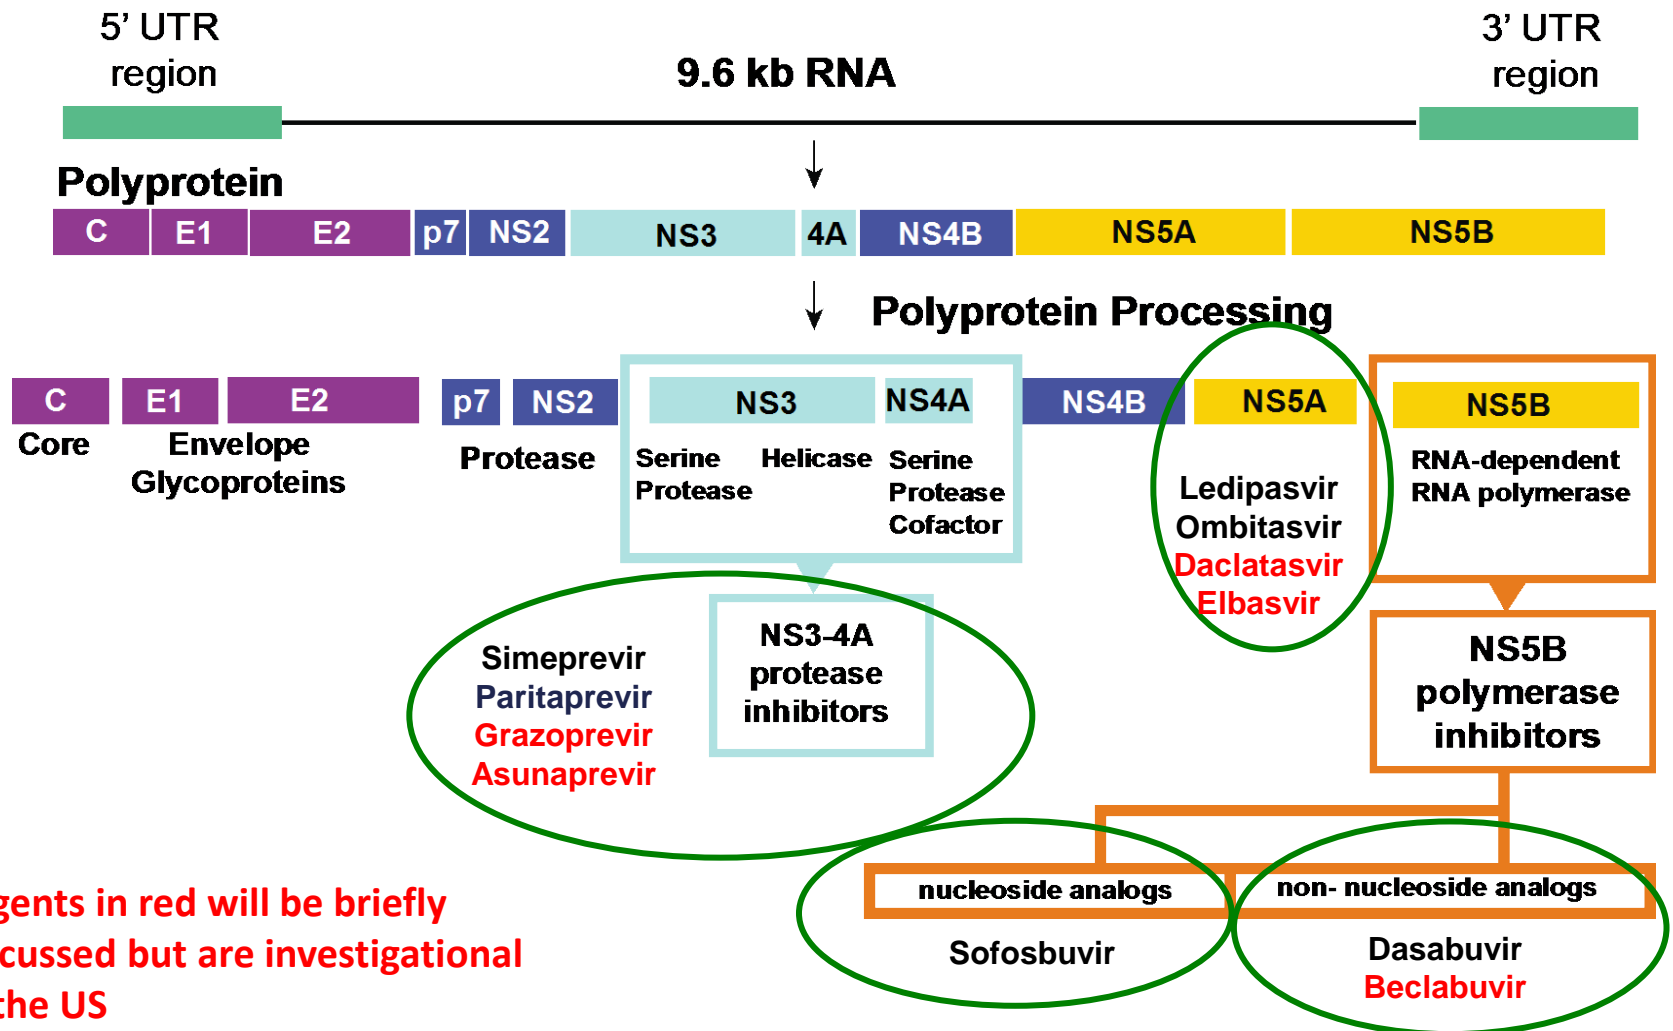 5’ UTR
region
9.6 kb RNA
3’ UTR
region
Polyprotein
C E1 E2 p7 NS2 NS3 4A NS4B NS5A NS5B
Polyprotein Processing
C E1 E2 p7 NS2 NS3 NS4A NS4B NS5A NS5B
Core
Envelope
Glycoproteins
Protease
Serine
Protease
Helicase
Serine
Protease
Cofactor
RNA-dependent
RNA polymerase
Ledipasvir
Ombitasvir
Daclatasvir
Elbasvir
Simeprevir
Paritaprevir
Grazoprevir
Asunaprevir
NS3-4A
protease
inhibitors
NS5B
polymerase
inhibitors
nucleoside analogs
non- nucleoside analogs
Sofosbuvir
Dasabuvir
Beclabuvir
gents in red will be briefly
cussed but are investigational
the US